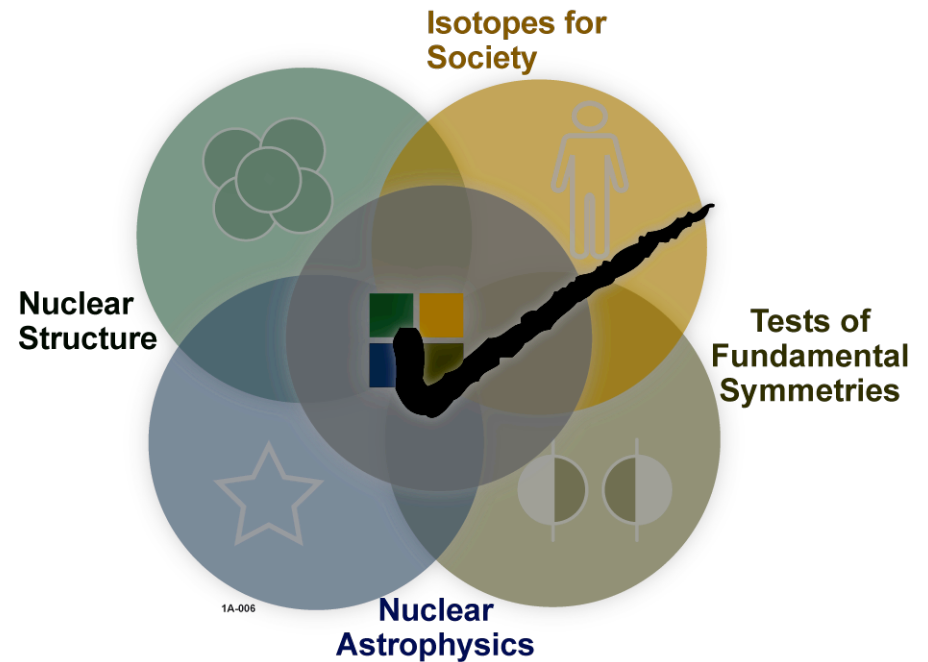 Isotopes for
Society
Nuclear
Structure
Tests of
Fundamental
Symmetries
1A-006
Nuclear
Astrophysics